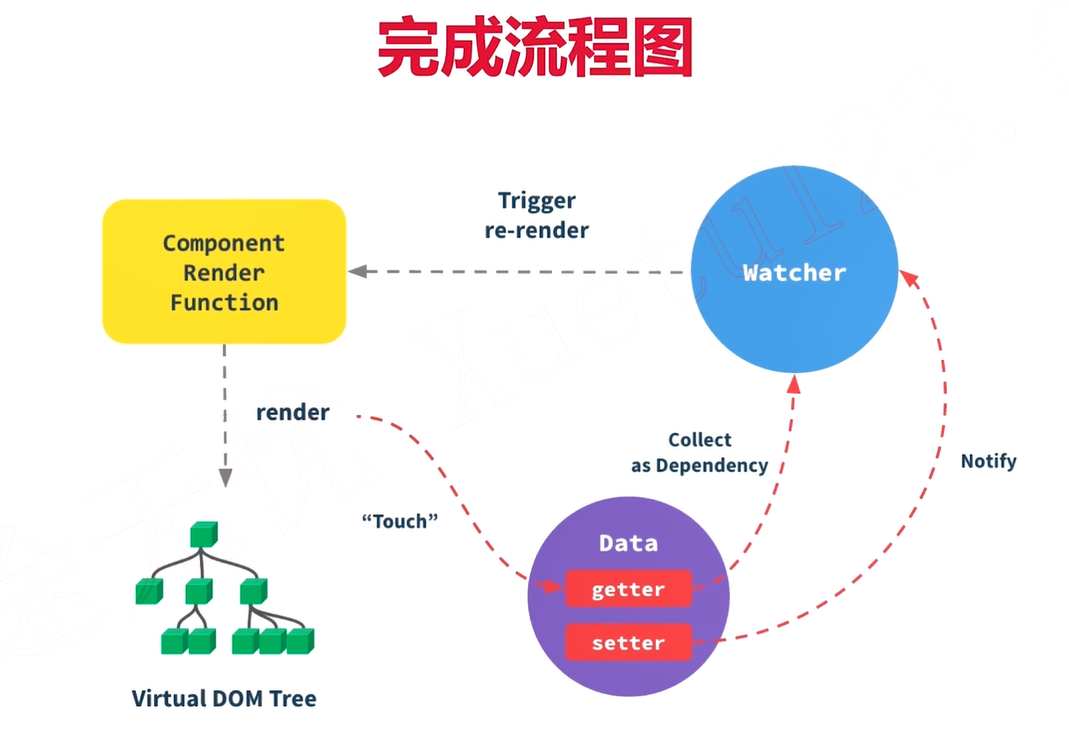 完成流程图
Trigger
re-render
Component
Render
Function
Watcher
render
Collect
as Dependency
Notify
“Touch”
Data
getter
setter
Virtual DOM Tree